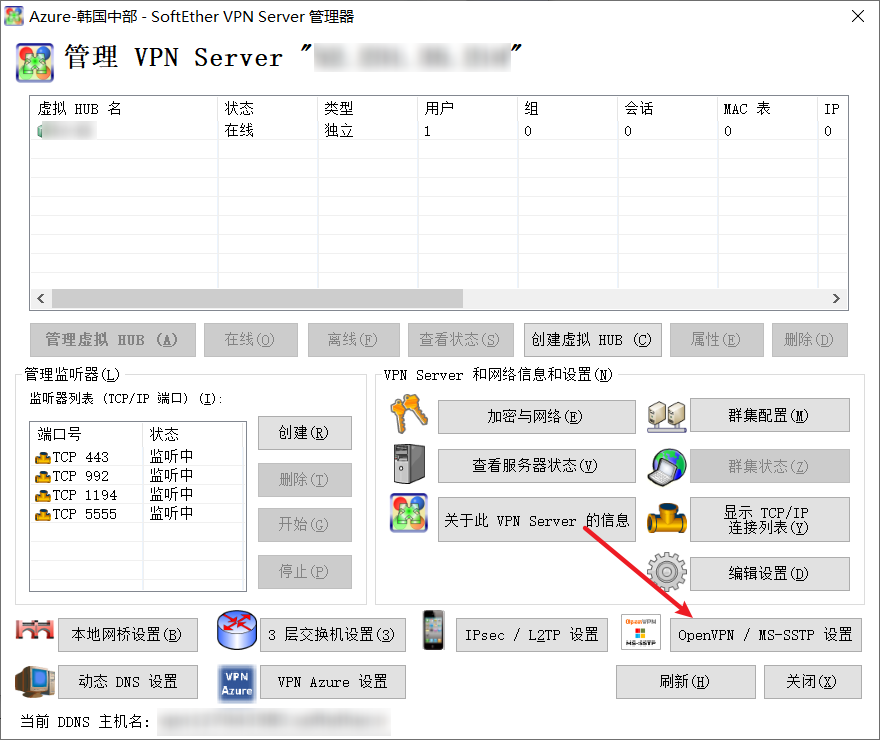 Azure-韩国中部 - SoftEther VPN Server 管理器
管理 VPN Server "
"
虚拟 HUB 名 状态 类型 用户 组 会话 MAC 表 IP
在线 独立 1 0 0 0 0
管理虚拟 HUB (A) 在线(O) 离线(F) 查看状态(S) 创建虚拟 HUB (C) 属性(E) 删除(D)
管理监听器(L)
监听器列表 (TCP/IP 端口) (I):
端口号 状态
TCP 443 监听中
TCP 992 监听中
TCP 1194 监听中
TCP 5555 监听中
创建(R)
删除(T)
开始(G)
停止(P)
VPN Server 和网络信息和设置(N)
加密与网络(E) 群集配置(M)
查看服务器状态(V) 群集状态(Z)
关于此 VPN Server 的信息 显示 TCP/IP
连接列表(Y)
编辑设置(D)
本地网桥设置(B) 3 层交换机设置(3) IPsec / L2TP 设置 OpenVPN
MS-SSTP
OpenVPN / MS-SSTP 设置
动态 DNS 设置 VPN
Azure
VPN Azure 设置 刷新(H) 关闭(X)
当前 DDNS 主机名: